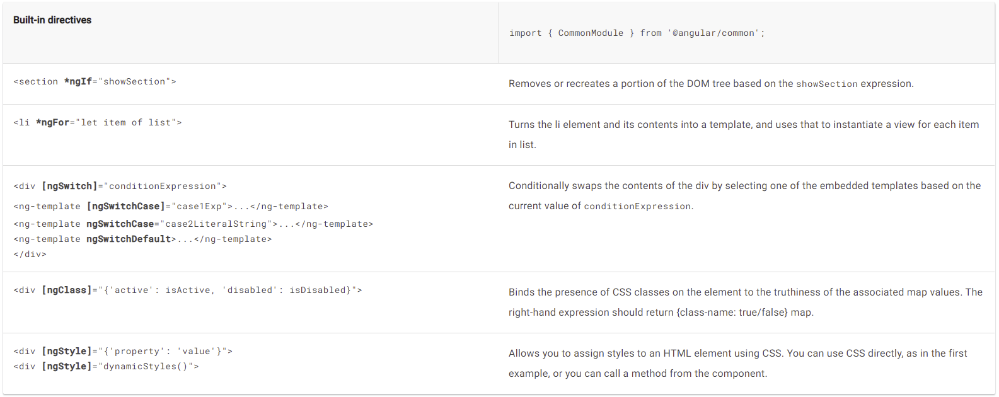 Built-in directives
import { CommonModule } from '@angular/common';
<section *ngIf="showSection">
Removes or recreates a portion of the DOM tree based on the showSection expression.
<li *ngFor="let item of list">
Turns the li element and its contents into a template, and uses that to instantiate a view for each item
in list.
<div [ngSwitch]="conditionExpression">
<ng-template [ngSwitchCase]="case1Exp">...</ng-template>
<ng-template ngSwitchCase="case2LiteralString">...</ng-template>
<ng-template ngSwitchDefault>...</ng-template>
</div>
Conditionally swaps the contents of the div by selecting one of the embedded templates based on the
current value of conditionExpression.
<div [ngClass]="{'active': isActive, 'disabled': isDisabled}">
Binds the presence of CSS classes on the element to the truthiness of the associated map values. The
right-hand expression should return {class-name: true/false} map.
<div [ngStyle]="{'property': 'value'}">
<div [ngStyle]="dynamicStyles()">
Allows you to assign styles to an HTML element using CSS. You can use CSS directly, as in the first
example, or you can call a method from the component.